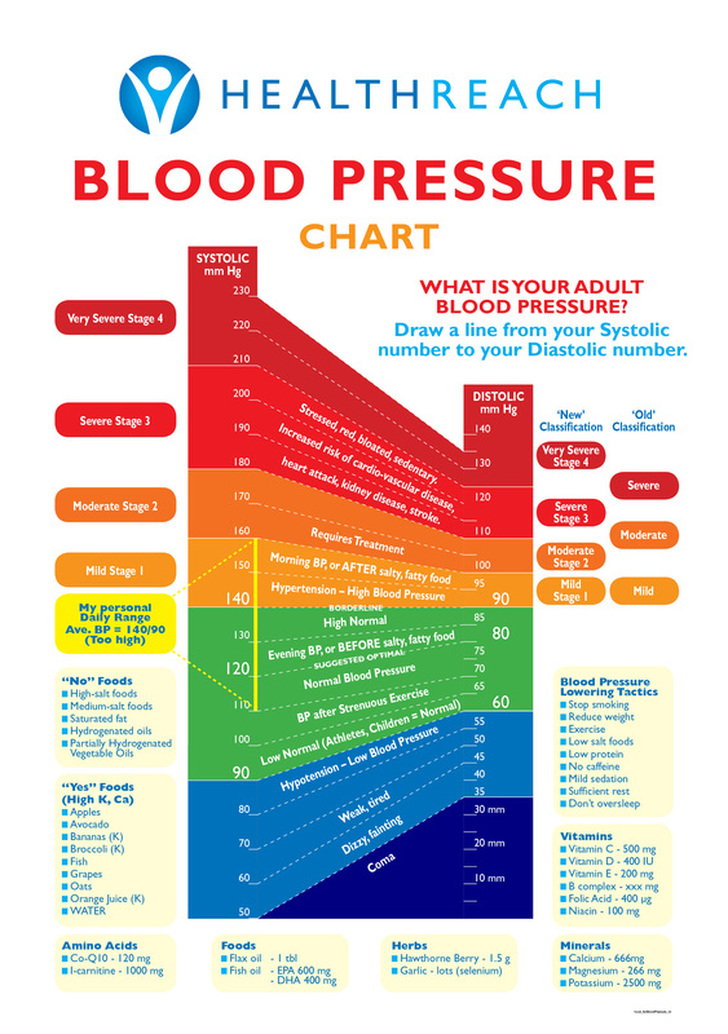 HEALTHREACH
BLOOD PRESSURE
CHART
SYSTOLIC
mm Hg
230
220
210
200
190
180
170
160
150
140
130
120
110
100
90
80
70
60
50
WHAT IS YOUR ADULT
BLOOD PRESSURE?
Draw a line from your Systolic
number to your Diastolic number.
DISTOLIC
mm Hg
140
130
120
110
100
95
90
85
80
75
70
65
60
55
50
45
40
35
30 mm
20 mm
10 mm
‘New’
Classification
‘Old’
Classification
Very Severe
Stage 4
Severe
Stage 3
Moderate
Stage 2
Mild
Stage 1
Severe
Moderate
Mild
Very Severe Stage 4
Severe Stage 3
Moderate Stage 2
Mild Stage 1
My personal
Daily Range
Ave. BP = 140/90
(Too high)
Stressed, red, bloated, sedentary.
Increased risk of cardio-vascular disease,
heart attack, kidney disease, stroke.
Requires Treatment
Morning BP, or AFTER salty, fatty food
Hypertension – High Blood Pressure
BORDERLINE
High Normal
Evening BP, or BEFORE salty, fatty food
SUGGESTED OPTIMAL
Normal Blood Pressure
BP after Strenuous Exercise
Low Normal (Athletes, Children = Normal)
Hypotension – Low Blood Pressure
Weak, tired
Dizzy, fainting
Coma
“No” Foods
High-salt foods
Medium-salt foods
Saturated fat
Hydrogenated oils
Partially Hydrogenated
Vegetable Oils
“Yes” Foods
(High K, Ca)
Apples
Avocado
Bananas (K)
Broccoli (K)
Fish
Grapes
Oats
Orange Juice (K)
WATER
Blood Pressure
Lowering Tactics
Stop smoking
Reduce weight
Exercise
Low salt foods
Low protein
No caffeine
Mild sedation
Sufficient rest
Don’t oversleep
Vitamins
Vitamin C - 500 mg
Vitamin D - 400 IU
Vitamin E - 200 mg
B complex - xxx mg
Folic Acid - 400 µg
Niacin - 100 mg
Amino Acids
Co-Q10 - 120 mg
l-carnitine - 1000 mg
Foods
Flax oil - 1 tbl
Fish oil - EPA 600 mg
- DHA 400 mg
Herbs
Hawthorne Berry - 1.5 g
Garlic - lots (selenium)
Minerals
Calcium - 666mg
Magnesium - 266 mg
Potassium - 2500 mg